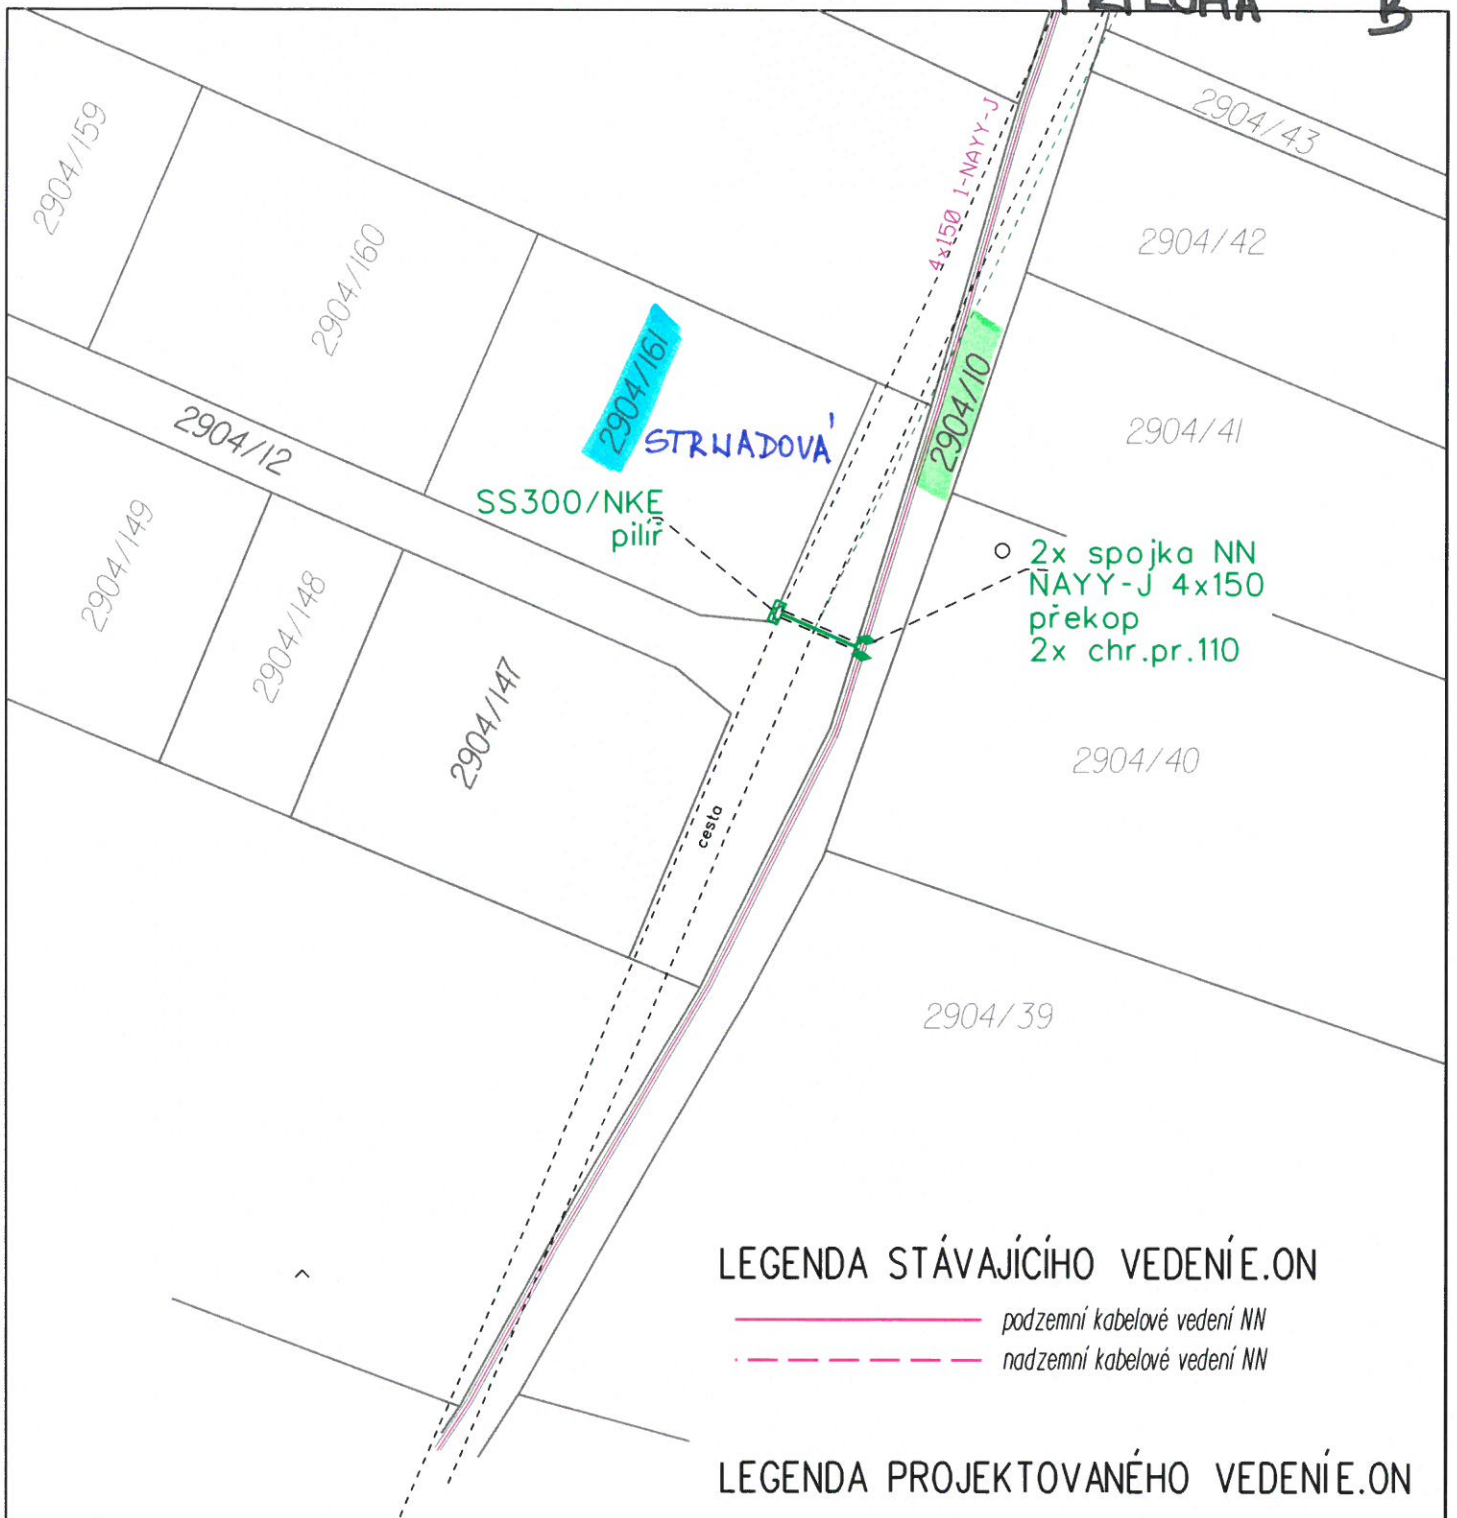 PŘÍLOHA B
2904/159
2904/160
2904/161
STRNADOVÁ
4x150 1-NAYY-J
2904/43
2904/42
2904/10
2904/41
2904/12
SS300/NKE
pilíř
2x spojka NN
NAYY-J 4x150
překop
2x chr.pr.110
2904/149
2904/148
2904/147
2904/40
cesta
2904/39
LEGENDA STÁVAJÍCÍHO VEDENÍ E.ON
podzemní kabelové vedení NN
nadzemní kabelové vedení NN
LEGENDA PROJEKTOVANÉHO VEDENÍ E.ON